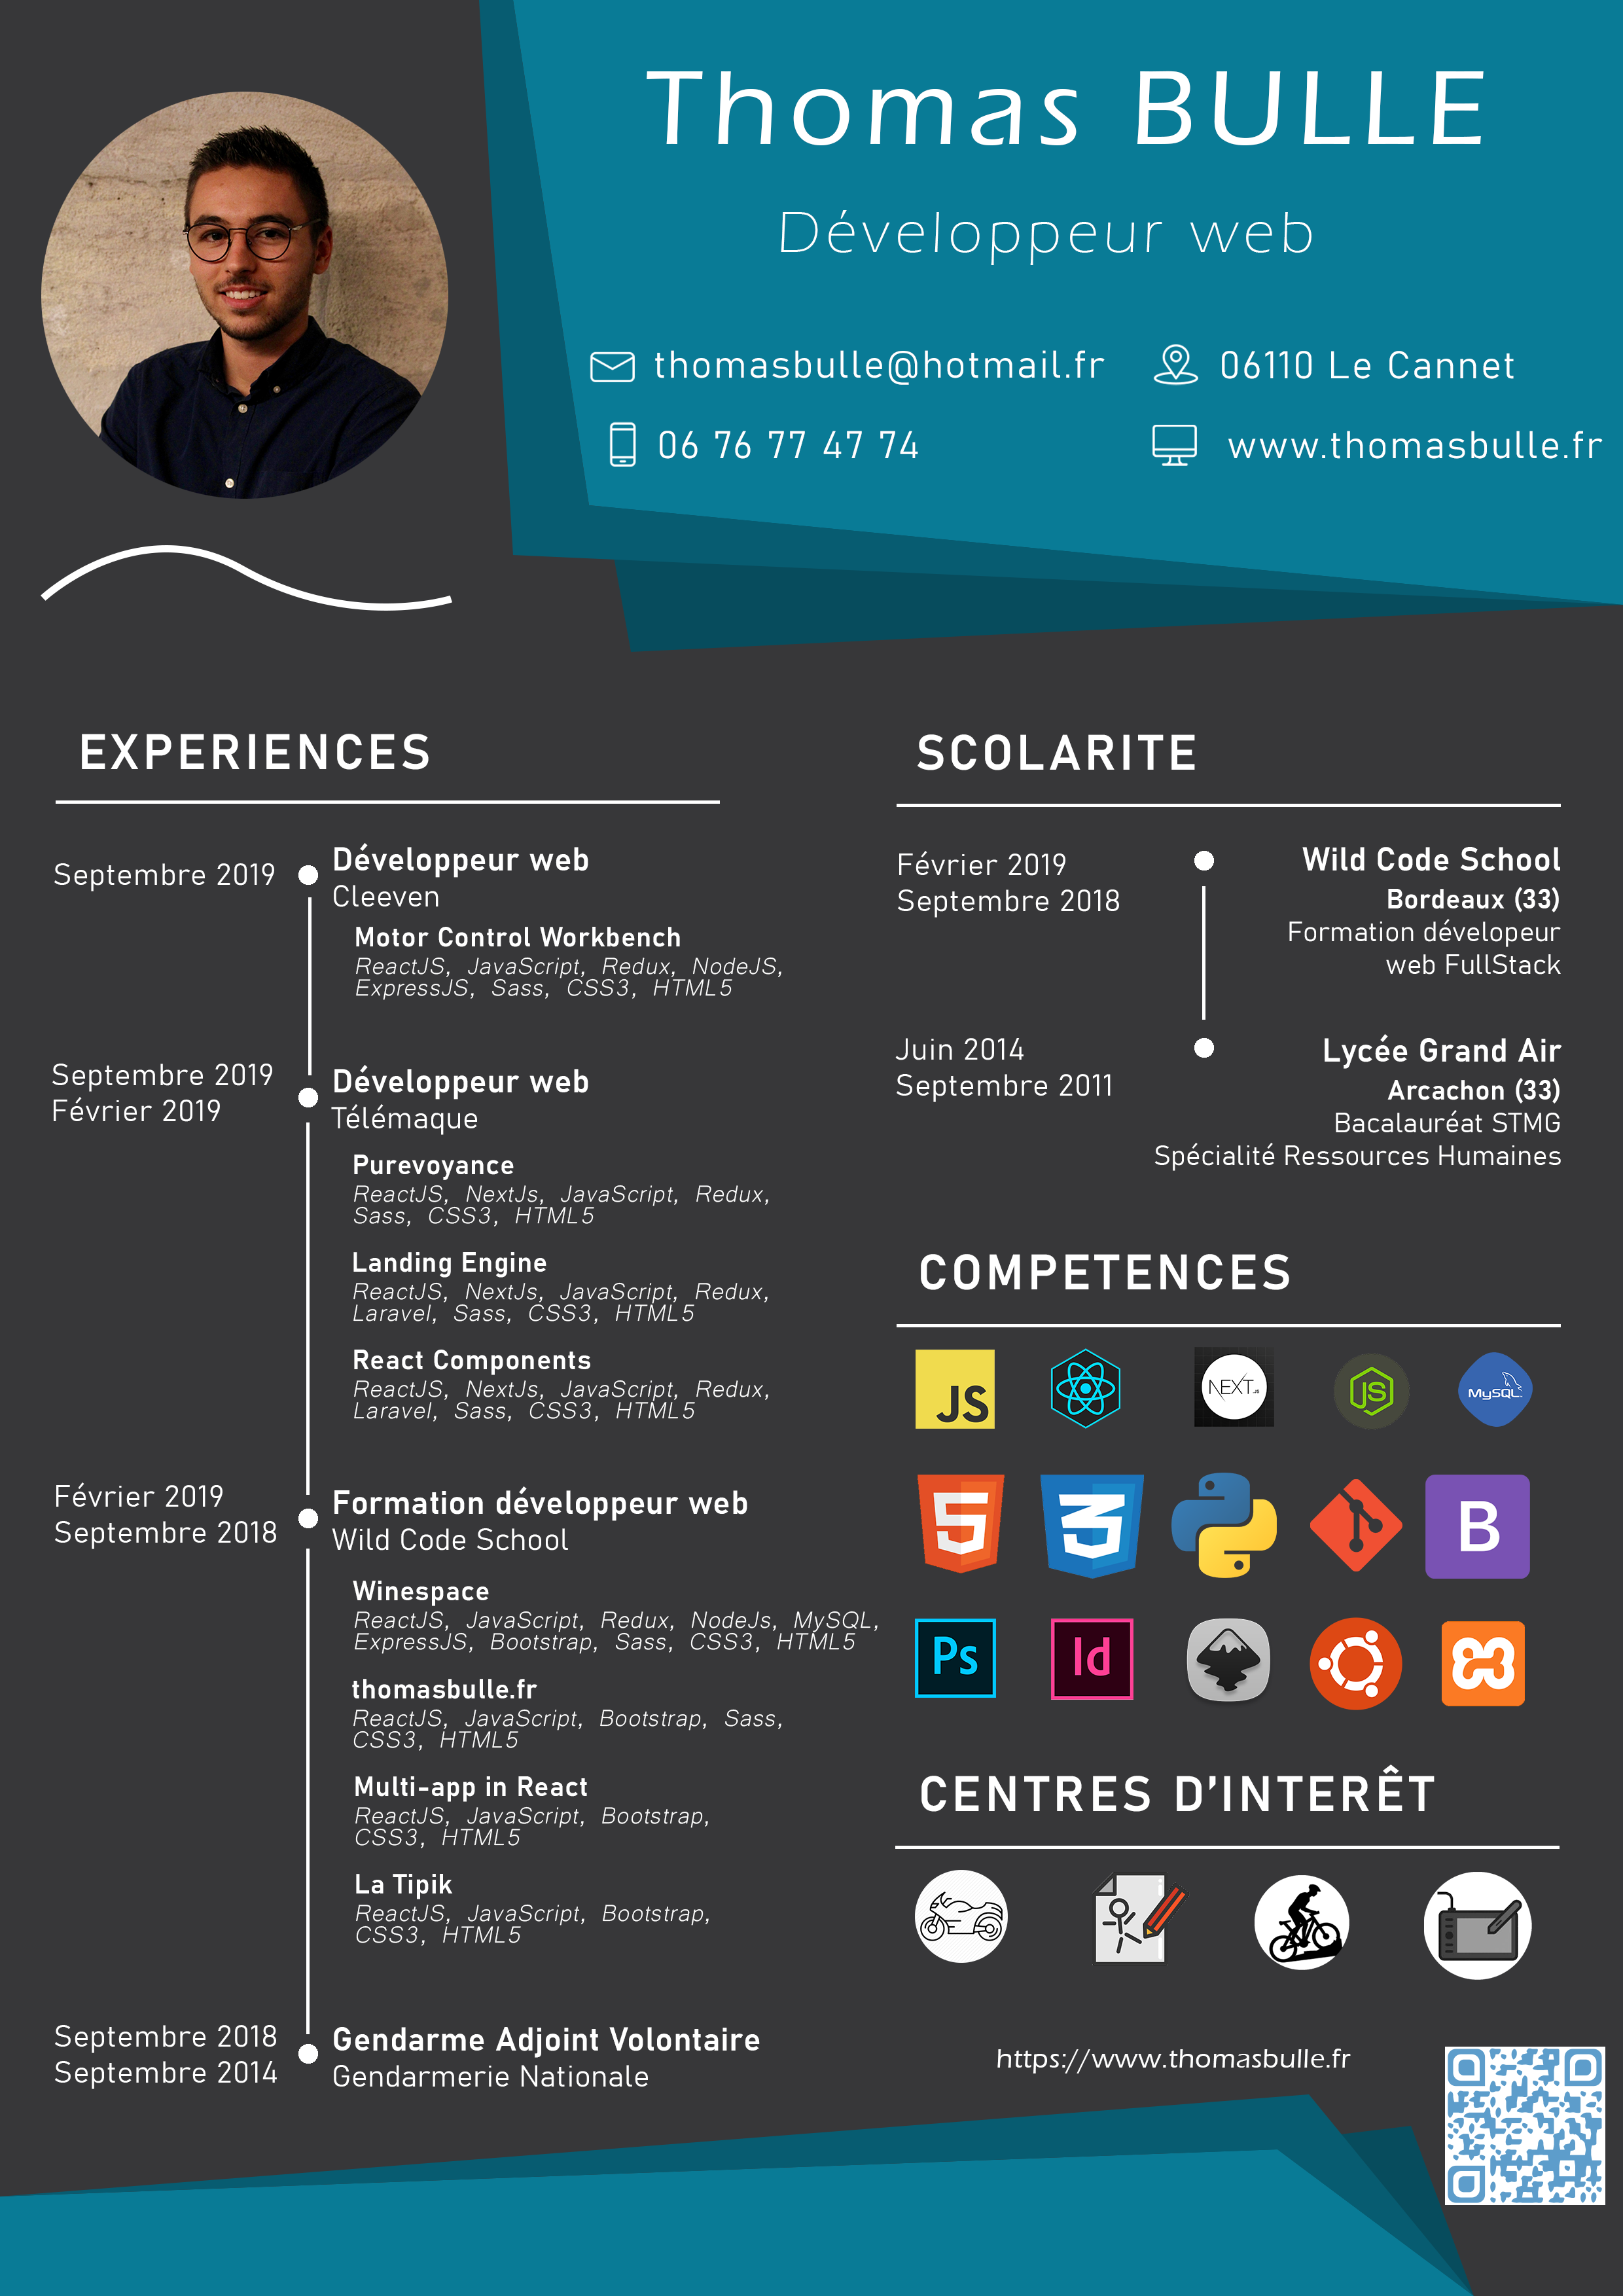 Thomas BULLE
Développeur web
thomasbulle@hotmail.fr
06110 Le Cannet
06 76 77 47 74
www.thomasbulle.fr
EXPERIENCES
Septembre 2019
Développeur web
Cleeven
Motor Control Workbench
ReactJS, JavaScript, Redux, NodeJS,
ExpressJS, Sass, CSS3, HTML5
Septembre 2019
Février 2019
Développeur web
Télémaque
Purevoyance
ReactJS, NextJs, JavaScript, Redux,
Sass, CSS3, HTML5
Landing Engine
ReactJS, NextJs, JavaScript, Redux,
Laravel, Sass, CSS3, HTML5
React Components
ReactJS, NextJs, JavaScript, Redux,
Laravel, Sass, CSS3, HTML5
Février 2019
Septembre 2018
Formation développeur web
Wild Code School
Winespace
ReactJS, JavaScript, Redux, NodeJs, MySQL,
ExpressJS, Bootstrap, Sass, CSS3, HTML5
thomasbulle.fr
ReactJS, JavaScript, Bootstrap, Sass,
CSS3, HTML5
Multi-app in React
ReactJS, JavaScript, Bootstrap,
CSS3, HTML5
La Tipik
ReactJS, JavaScript, Bootstrap,
CSS3, HTML5
Septembre 2018
Septembre 2014
Gendarme Adjoint Volontaire
Gendarmerie Nationale
SCOLARITE
Février 2019
Septembre 2018
Wild Code School
Bordeaux (33)
Formation dévelopeur
web FullStack
Juin 2014
Septembre 2011
Lycée Grand Air
Arcachon (33)
Bacalauréat STMG
Spécialité Ressources Humaines
COMPETENCES
JS
NEXT.JS
JS
MySQL
5
3
B
Ps
Id
CENTRES D'INTERÊT
https://www.thomasbulle.fr